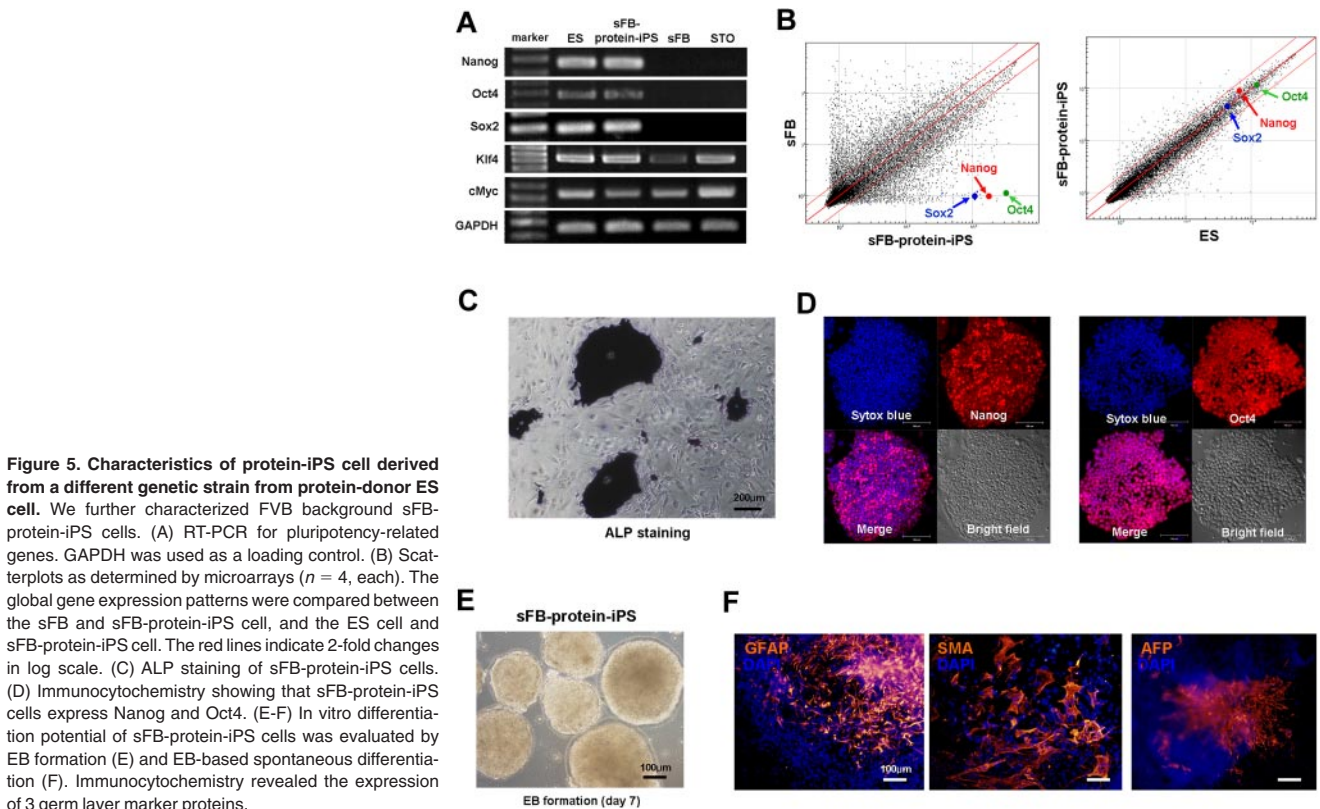 A
marker
ES
sFB-
protein-iPS
sFB
STO
Nanog
Oct4
Sox2
Klf4
cMyc
GAPDH
B
sFB
Nanog
Sox2
Oct4
sFB-protein-iPS
sFB-protein-iPS
Oct4
Nanog
Sox2
ES
C
200µm
ALP staining
D
Sytox blue
Nanog
Merge
Bright field
Sytox blue
Oct4
Merge
Bright field
Figure 5. Characteristics of protein-iPS cell derived
from a different genetic strain from protein-donor ES
cell. We further characterized FVB background sFB-
protein-iPS cells. (A) RT-PCR for pluripotency-related
genes. GAPDH was used as a loading control. (B) Scat-
terplots as determined by microarrays (n = 4, each). The
global gene expression patterns were compared between
the sFB and sFB-protein-iPS cell, and the ES cell and
sFB-protein-iPS cell. The red lines indicate 2-fold changes
in log scale. (C) ALP staining of sFB-protein-iPS cells.
(D) Immunocytochemistry showing that sFB-protein-iPS
cells express Nanog and Oct4. (E-F) In vitro differentia-
tion potential of sFB-protein-iPS cells was evaluated by
EB formation (E) and EB-based spontaneous differentia-
tion (F). Immunocytochemistry revealed the expression
of 3 germ layer marker proteins.
E
sFB-protein-iPS
100µm
EB formation (day 7)
F
GFAP
DAPI
100µm
SMA
DAPI
AFP
DAPI